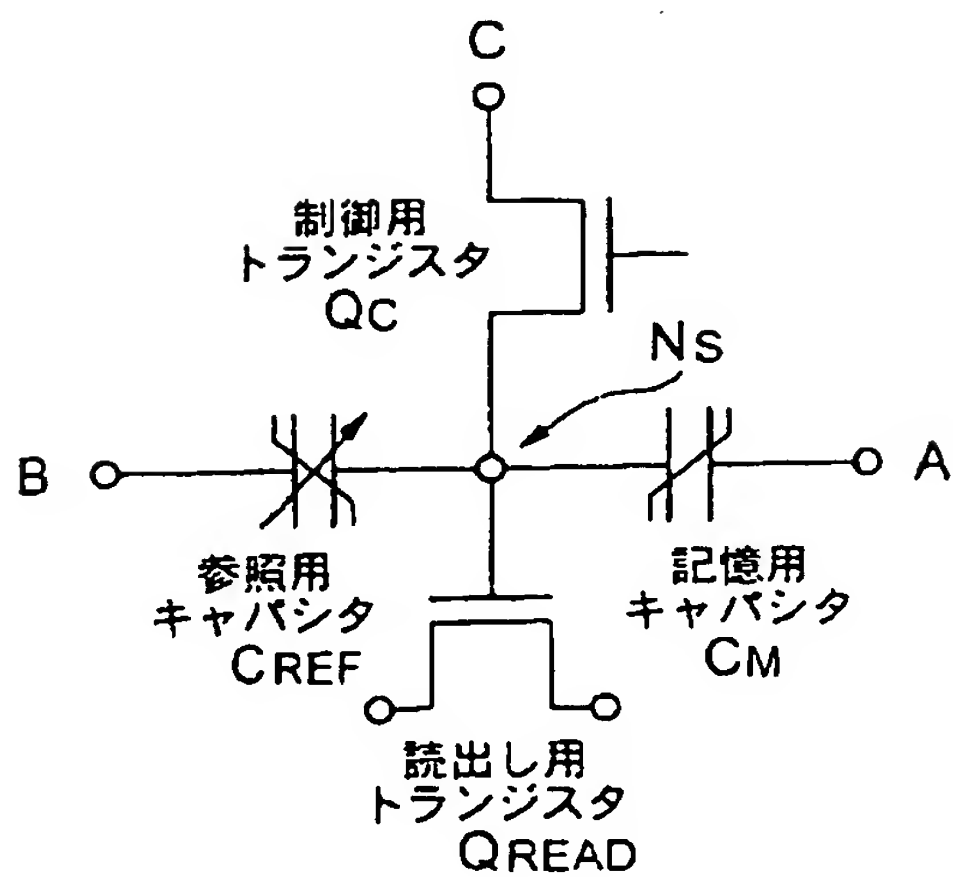 C
制御用
トランジスタ
QC
NS
B
A
参照用
キャパシタ
CREF
記憶用
キャパシタ
CM
読出し用
トランジスタ
QREAD